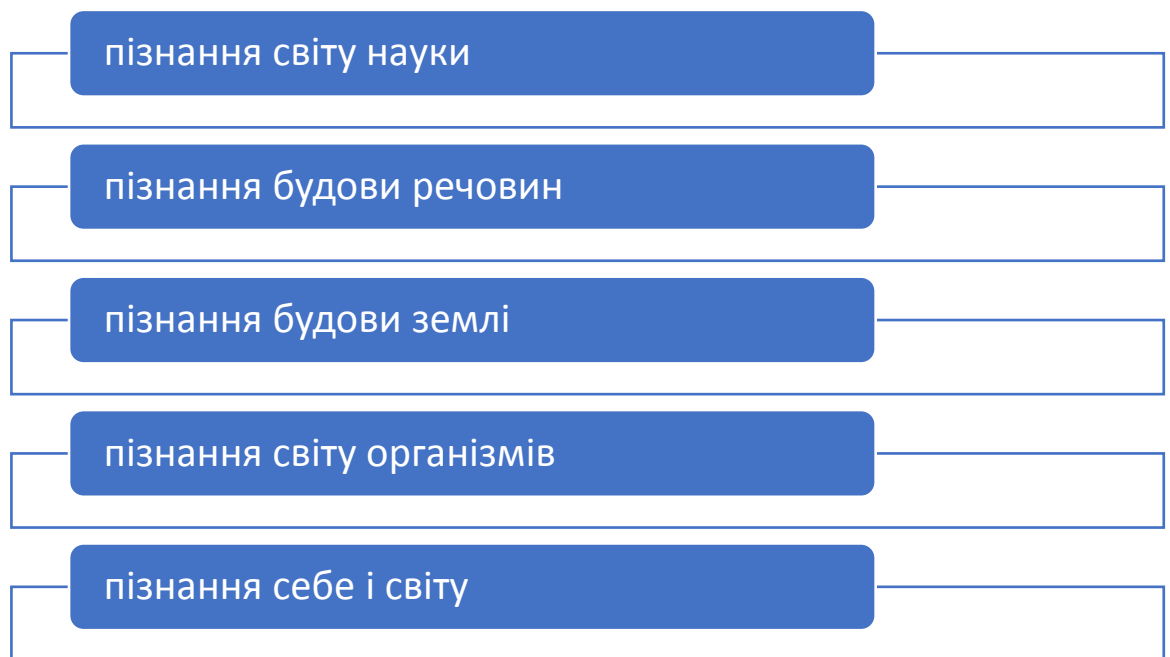 пізнання світу науки
пізнання будови речовин
пізнання будови землі
пізнання світу організмів
пізнання себе і світу